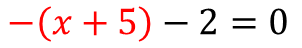 −(x + 5) − 2 = 0